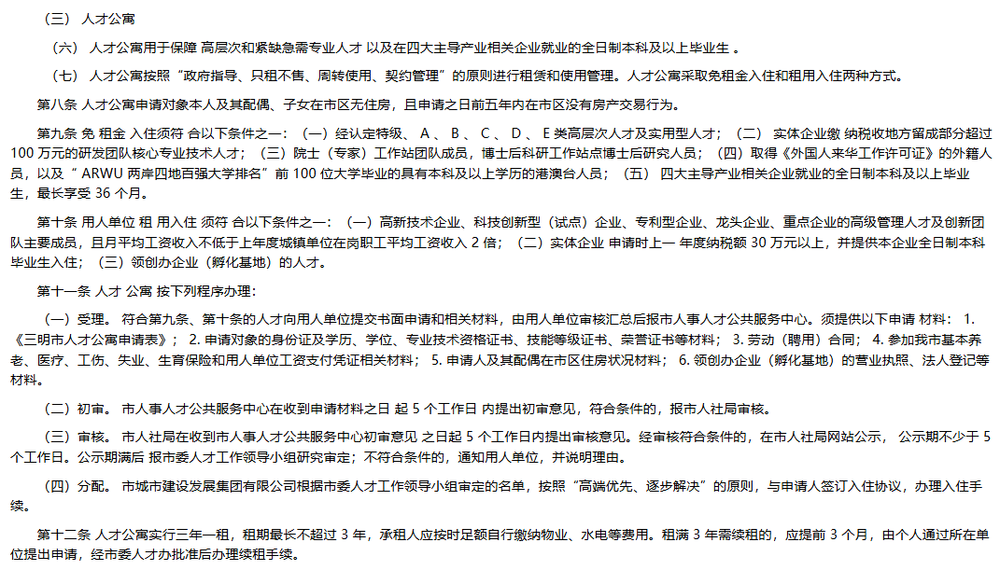 （三） 人才公寓
（六） 人才公寓用于保障 高层次和紧缺急需专业人才 以及在四大主导产业相关企业就业的全日制本科及以上毕业生 。
（七） 人才公寓按照“政府指导、只租不售、周转使用、契约管理”的原则进行租赁和使用管理。人才公寓采取免租金入住和租用入住两种方式。
第八条 人才公寓申请对象本人及其配偶、子女在市区无住房，且申请之日前五年内在市区没有房产交易行为。
第九条 免 租金 入住须符 合以下条件之一：（一）经认定特级、 A 、 B 、 C 、 D 、 E 类高层次人才及实用型人才；（二） 实体企业缴 纳税收地方留成部分超过
100 万元的研发团队核心专业技术人才；（三）院士（专家）工作站团队成员，博士后科研工作站点博士后研究人员；（四）取得《外国人来华工作许可证》的外籍人
员，以及“ ARWU 两岸四地百强大学排名”前 100 位大学毕业的具有本科及以上学历的港澳台人员；（五） 四大主导产业相关企业就业的全日制本科及以上毕业
生，最长享受 36 个月。
第十条 用人单位 租 用入住 须符 合以下条件之一：（一）高新技术企业、科技创新型（试点）企业、专利型企业、龙头企业、重点企业的高级管理人才及创新团
队主要成员，且月平均工资收入不低于上年度城镇单位在岗职工平均工资收入 2 倍；（二）实体企业 申请时上一 年度纳税额 30 万元以上，并提供本企业全日制本科
毕业生入住；（三）领创办企业（孵化基地）的人才。
第十一条 人才 公寓 按下列程序办理：
（一）受理。 符合第九条、第十条的人才向用人单位提交书面申请和相关材料，由用人单位审核汇总后报市人事人才公共服务中心。须提供以下申请 材料： 1.
《三明市人才公寓申请表》； 2. 申请对象的身份证及学历、学位、专业技术资格证书、技能等级证书、荣誉证书等材料； 3. 劳动（聘用）合同； 4. 参加我市基本养
老、医疗、工伤、失业、生育保险和用人单位工资支付凭证相关材料； 5. 申请人及其配偶在市区住房状况材料； 6. 领创办企业（孵化基地）的营业执照、法人登记等
材料。
（二）初审。 市人事人才公共服务中心在收到申请材料之日 起 5 个工作日 内提出初审意见，符合条件的，报市人社局审核。
（三）审核。 市人社局在收到市人事人才公共服务中心初审意见 之日起 5 个工作日内提出审核意见。经审核符合条件的，在市人社局网站公示， 公示期不少于 5
个工作日。公示期满后 报市委人才工作领导小组研究审定；不符合条件的，通知用人单位，并说明理由。
（四）分配。 市城市建设发展集团有限公司根据市委人才工作领导小组审定的名单，按照“高端优先、逐步解决”的原则，与申请人签订入住协议，办理入住手
续。
第十二条 人才公寓实行三年一租，租期最长不超过 3 年，承租人应按时足额自行缴纳物业、水电等费用。租满 3 年需续租的，应提前 3 个月，由个人通过所在单
位提出申请，经市委人才办批准后办理续租手续。